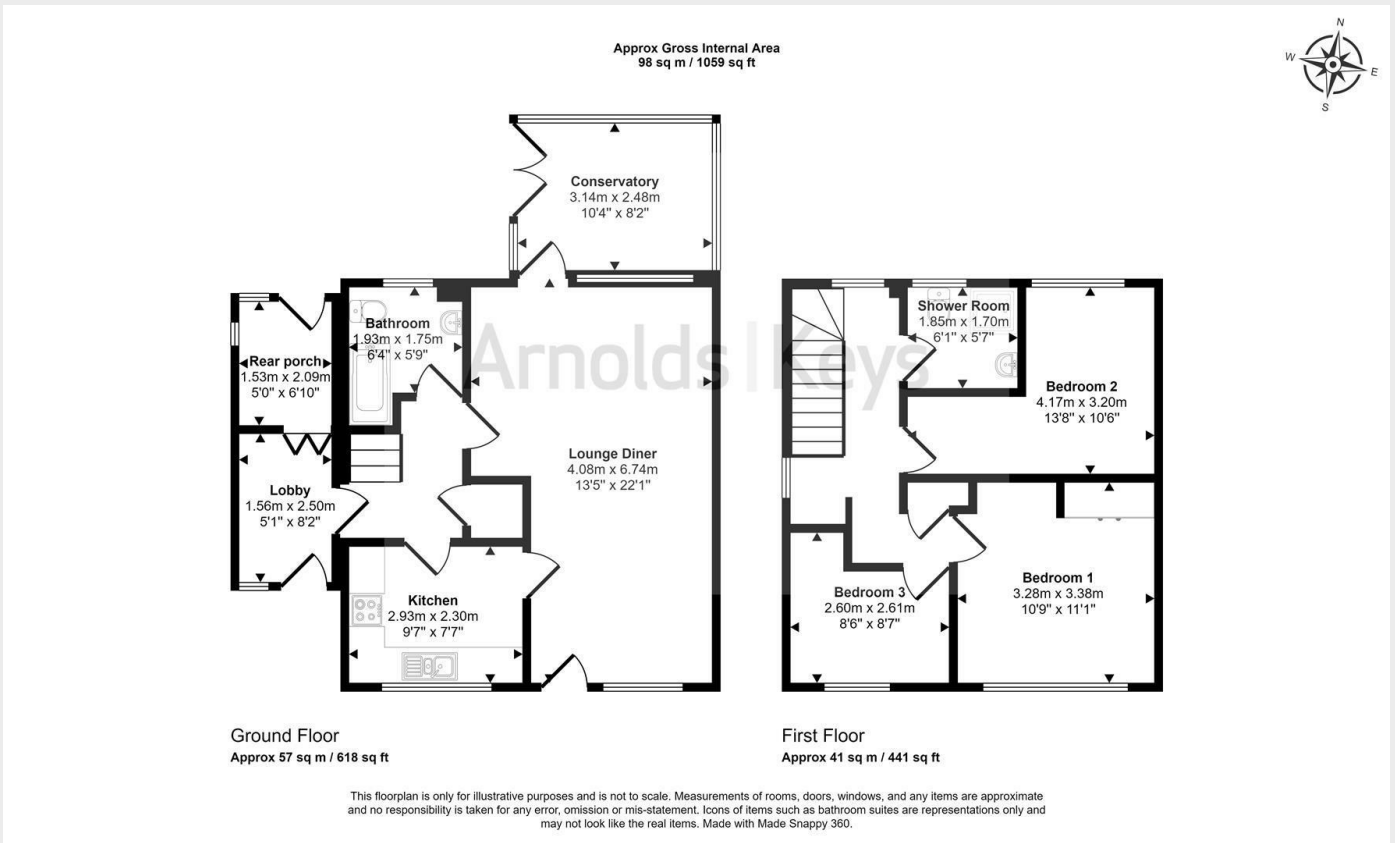 Approx Gross Internal Area
98 sq m / 1059 sq ft
N
W
E
S
Conservatory
3.14m x 2.48m
10'4" x 8'2"
Bathroom
1.93m x 1.75m
6'4" x 5'9"
Rear porch
1.53m x 2.09m
5'0" x 6'10"
Lobby
1.56m x 2.50m
5'1" x 8'2"
Lounge Diner
4.08m x 6.74m
13'5" x 22'1"
Kitchen
2.93m x 2.30m
9'7" x 7'7"
Arnolds | Keys
Shower Room
1.85m x 1.70m
6'1" x 5'7"
Bedroom 2
4.17m x 3.20m
13'8" x 10'6"
Bedroom 1
3.28m x 3.38m
10'9" x 11'1"
Bedroom 3
2.60m x 2.61m
8'6" x 8'7"
Ground Floor
Approx 57 sq m / 618 sq ft
First Floor
Approx 41 sq m / 441 sq ft
This floorplan is only for illustrative purposes and is not to scale. Measurements of rooms, doors, windows, and any items are approximate
and no responsibility is taken for any error, omission or mis-statement. Icons of items such as bathroom suites are representations only and
may not look like the real items. Made with Made Snappy 360.